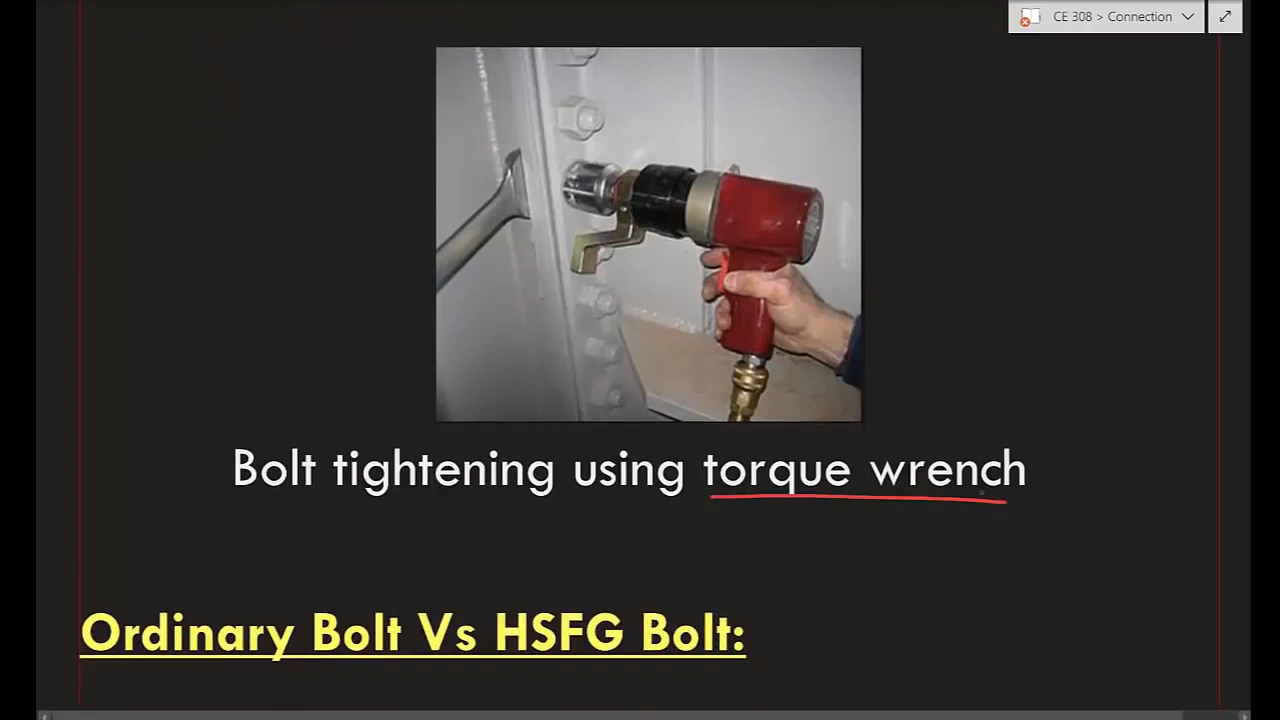 CE 308 > Connection
Bolt tightening using torque wrench
Ordinary Bolt Vs HSFG Bolt: